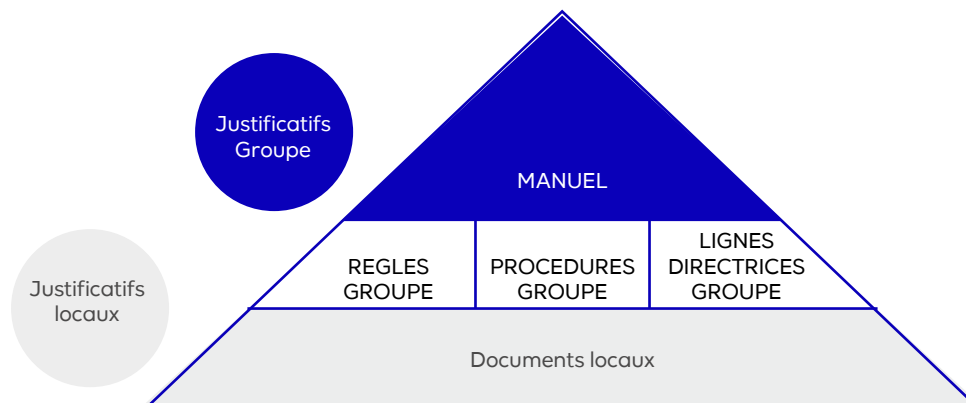 Justificatifs
Groupe
MANUEL
Justificatifs
locaux
REGLES
GROUPE
PROCEDURES
GROUPE
LIGNES
DIRECTRICES
GROUPE
Documents locaux